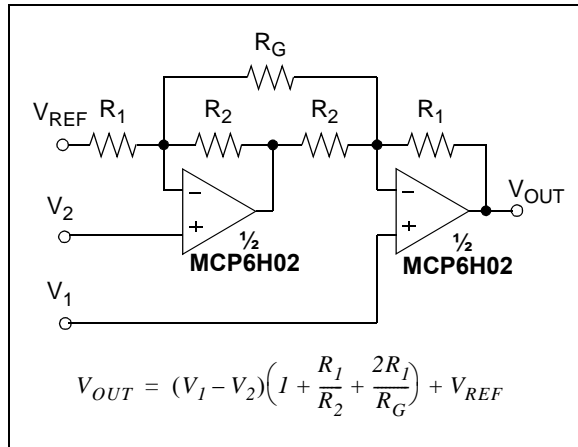 R_G
V_REF R_1 R_2 R_2 R_1
V_2 − + − + V_OUT
½ ½
MCP6H02 MCP6H02
V_1
V_OUT = (V_1 − V_2)(1 + R_1/R_2 + 2R_1/R_G) + V_REF